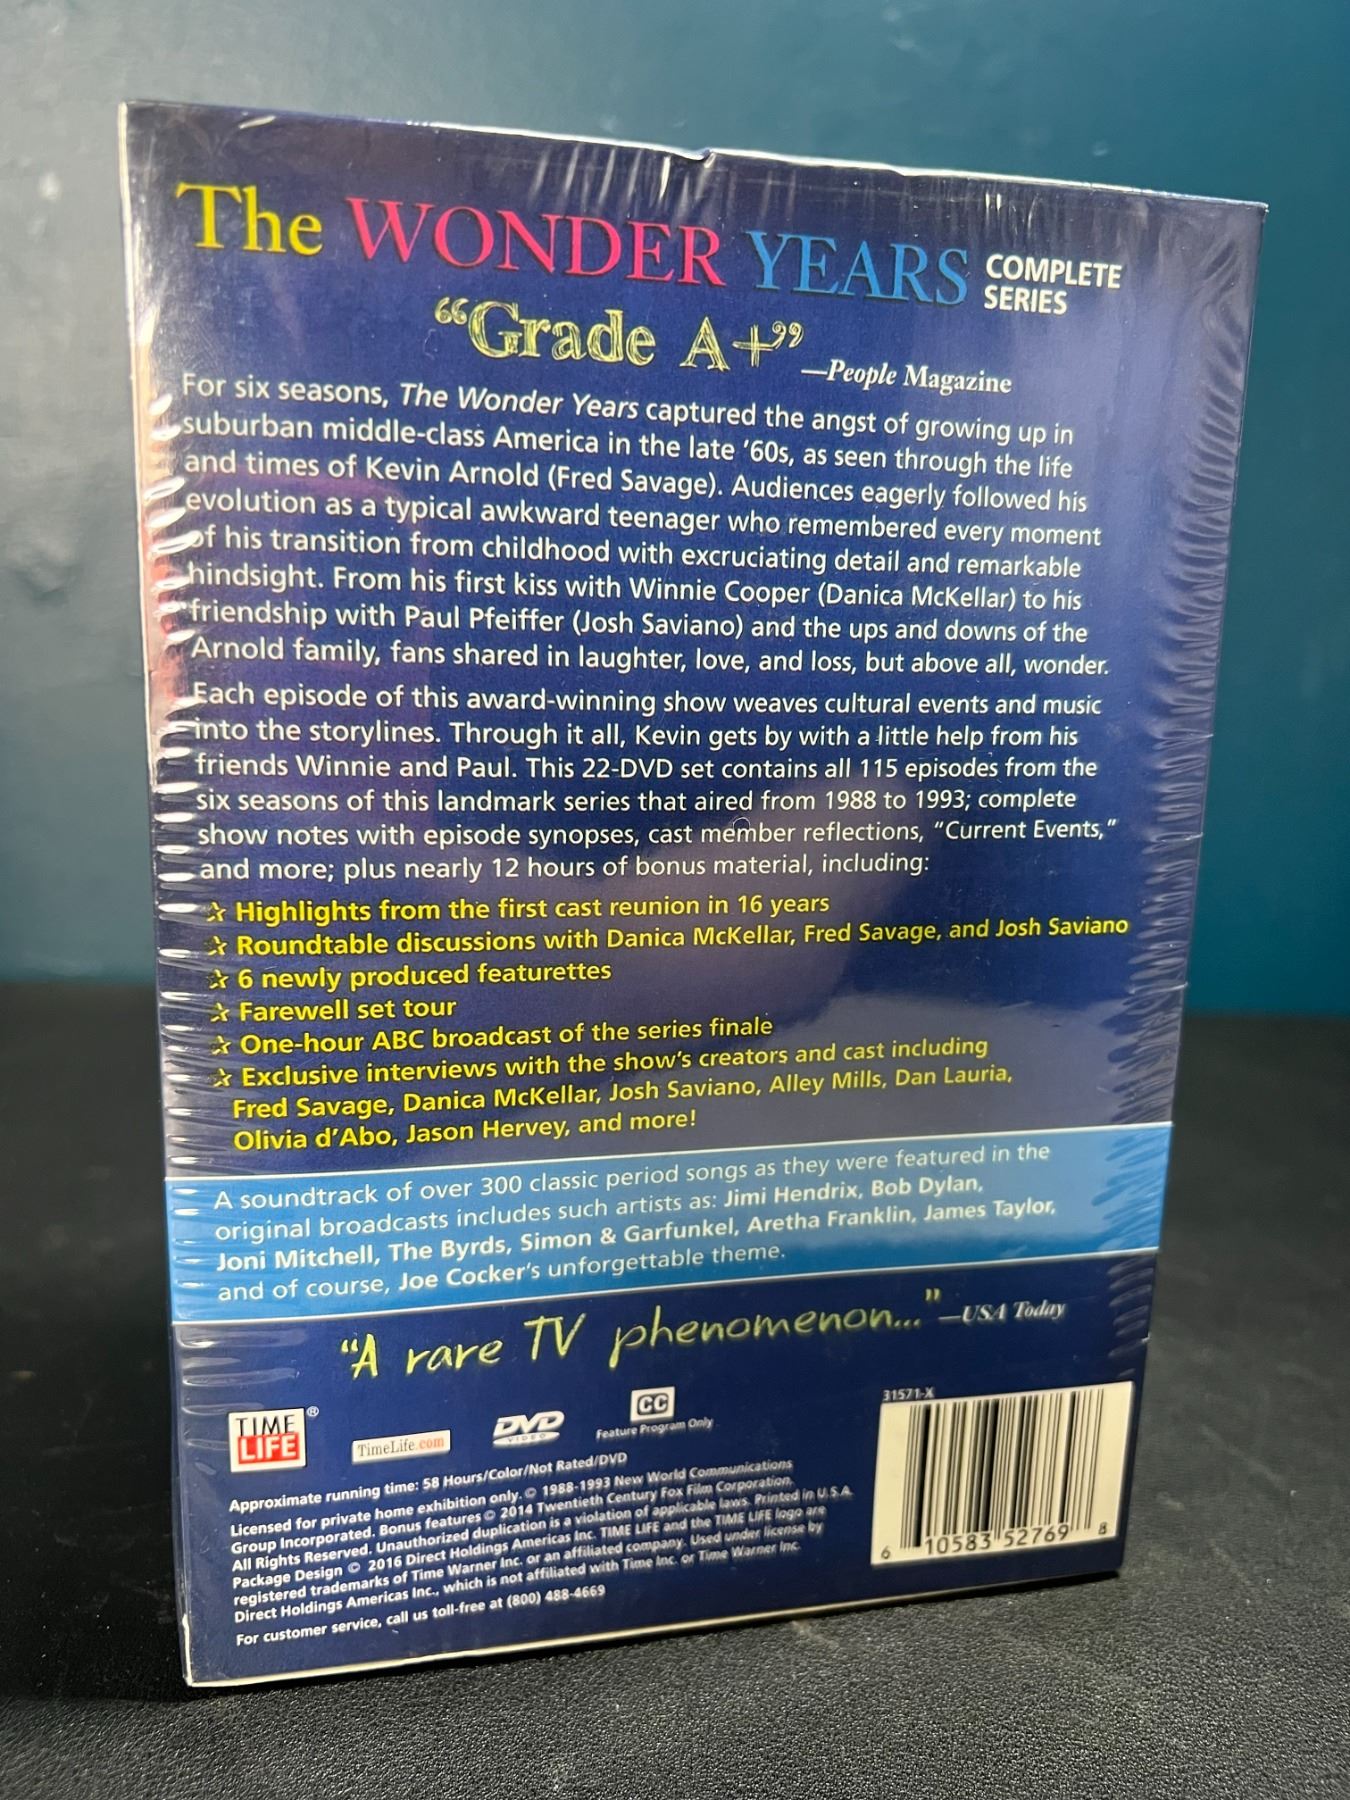 The WONDER YEARS COMPLETE SERIES
“Grade A+”
—People Magazine
For six seasons, The Wonder Years captured the angst of growing up in
suburban middle-class America in the late ’60s, as seen through the life
and times of Kevin Arnold (Fred Savage). Audiences eagerly followed his
evolution as a typical awkward teenager who remembered every moment
of his transition from childhood with excruciating detail and remarkable
hindsight. From his first kiss with Winnie Cooper (Danica McKellar) to his
friendship with Paul Pfeiffer (Josh Saviano) and the ups and downs of the
Arnold family, fans shared in laughter, love, and loss, but above all, wonder.
Each episode of this award-winning show weaves cultural events and music
into the storylines. Through it all, Kevin gets by with a little help from his
friends Winnie and Paul. This 22-DVD set contains all 115 episodes from the
six seasons of this landmark series that aired from 1988 to 1993; complete
show notes with episode synopses, cast member reflections, “Current Events,”
and more; plus nearly 12 hours of bonus material, including:
☆ Highlights from the first cast reunion in 16 years
☆ Roundtable discussions with Danica McKellar, Fred Savage, and Josh Saviano
☆ 6 newly produced featurettes
☆ Farewell set tour
☆ One-hour ABC broadcast of the series finale
☆ Exclusive interviews with the show’s creators and cast including
Fred Savage, Danica McKellar, Josh Saviano, Alley Mills, Dan Lauria,
Olivia d’Abo, Jason Hervey, and more!
A soundtrack of over 300 classic period songs as they were featured in the
original broadcasts includes such artists as: Jimi Hendrix, Bob Dylan,
Joni Mitchell, The Byrds, Simon & Garfunkel, Aretha Franklin, James Taylor,
and of course, Joe Cocker’s unforgettable theme.
“A rare TV phenomenon...” —USA Today
TIME LIFE ®
TimeLife.com
DVD VIDEO
CC
Feature Program Only
31571-X
6 10583 52769 8
Approximate running time: 58 Hours/Color/Not Rated/DVD
Licensed for private home exhibition only. © 1988-1993 New World Communications
Group Incorporated. Bonus features © 2014 Twentieth Century Fox Film Corporation.
All Rights Reserved. Unauthorized duplication is a violation of applicable laws. Printed in U.S.A.
Package Design © 2016 Direct Holdings Americas Inc. TIME LIFE and the TIME LIFE logo are
registered trademarks of Time Warner Inc. or an affiliated company. Used under license by
Direct Holdings Americas Inc., which is not affiliated with Time Inc. or Time Warner Inc.
For customer service, call us toll-free at (800) 488-4669